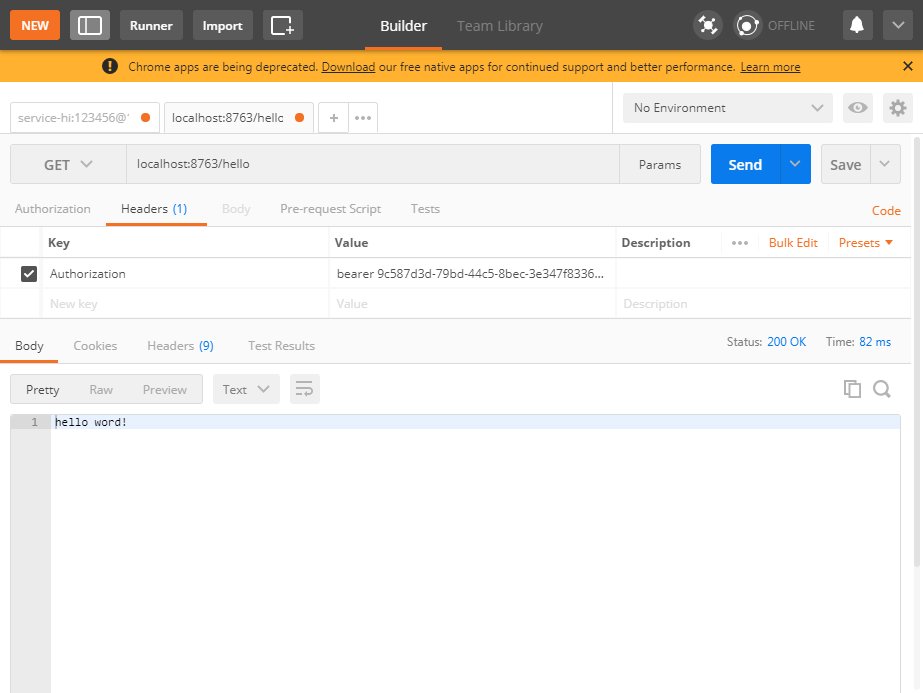 NEW Runner Import Builder Team Library OFFLINE
! Chrome apps are being deprecated. Download our free native apps for continued support and better performance. Learn more
service-hi:123456@ localhost:8763/hello + ••• No Environment
GET localhost:8763/hello Params Send Save
Authorization Headers (1) Body Pre-request Script Tests Code
Key Value Description ••• Bulk Edit Presets
Authorization bearer 9c587d3d-79bd-44c5-8bec-3e347f8336...
New key Value Description
Body Cookies Headers (9) Test Results Status: 200 OK Time: 82 ms
Pretty Raw Preview Text
1 hello word!